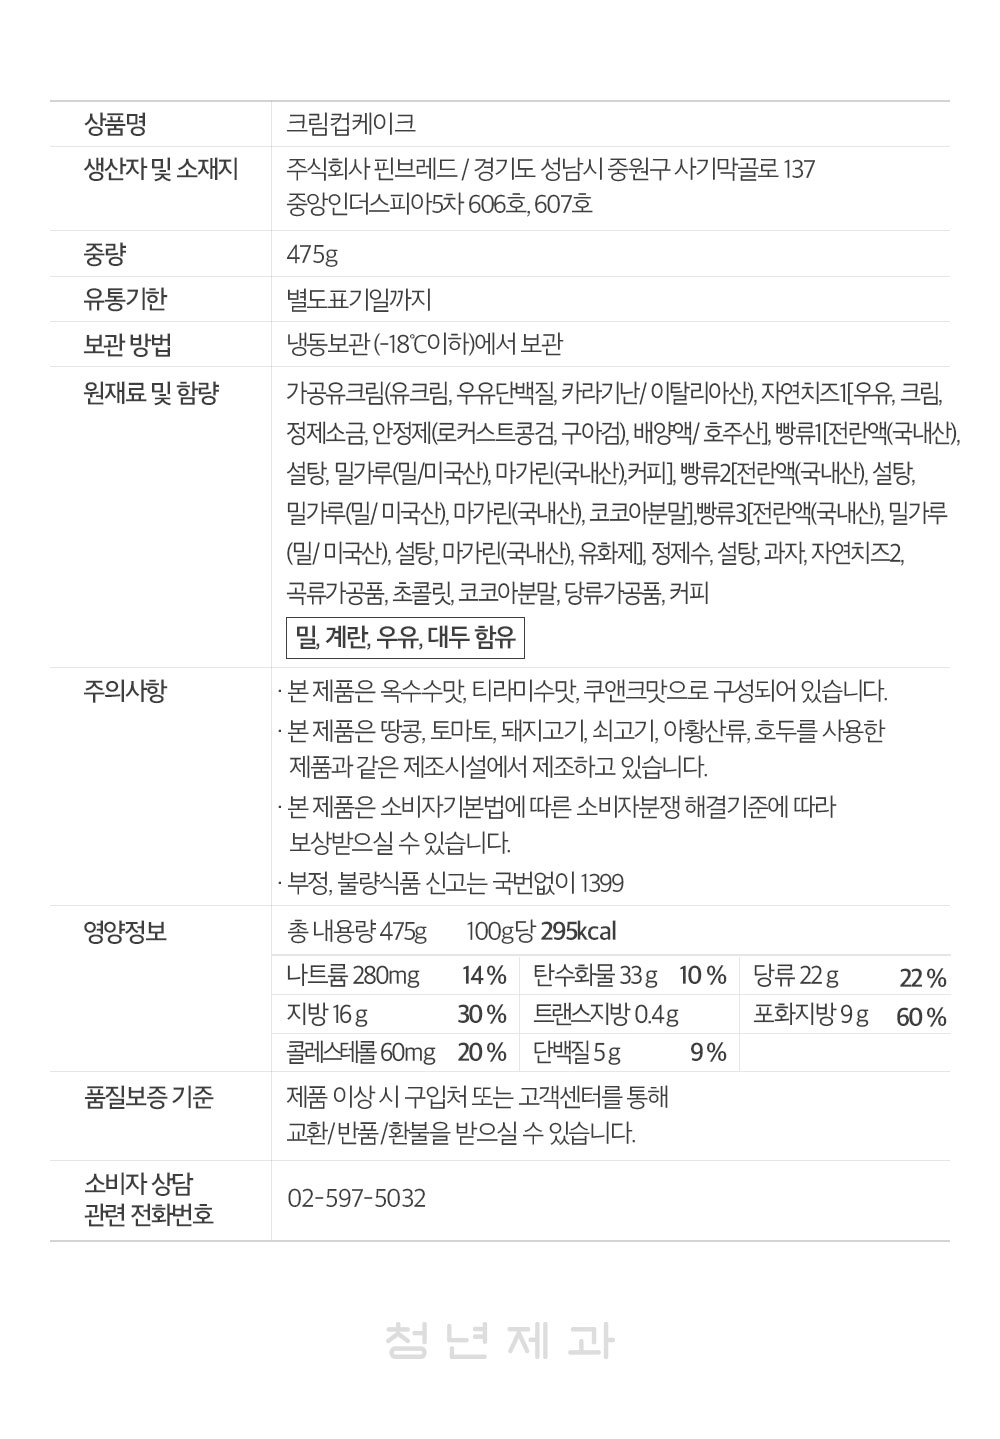 상품명 크림컵케이크
생산자 및 소재지 주식회사 핀브레드 / 경기도 성남시 중원구 사기막골로 137
중앙인더스피아5차 606호, 607호
중량 475g
유통기한 별도표기일까지
보관 방법 냉동보관 (-18℃이하)에서 보관
원재료 및 함량 가공유크림(유크림, 우유단백질, 카라기난/ 이탈리아산), 자연치즈1[우유, 크림,
정제소금, 안정제(로커스트콩검, 구아검), 배양액/ 호주산], 빵류1[전란액(국내산),
설탕, 밀가루(밀/미국산), 마가린(국내산),커피], 빵류2[전란액(국내산), 설탕,
밀가루(밀/ 미국산), 마가린(국내산), 코코아분말],빵류3[전란액(국내산), 밀가루
(밀/ 미국산), 설탕, 마가린(국내산), 유화제], 정제수, 설탕, 과자, 자연치즈2,
곡류가공품, 초콜릿, 코코아분말, 당류가공품, 커피
밀, 계란, 우유, 대두 함유
주의사항 · 본 제품은 옥수수맛, 티라미수맛, 쿠앤크맛으로 구성되어 있습니다.
· 본 제품은 땅콩, 토마토, 돼지고기, 쇠고기, 아황산류, 호두를 사용한
제품과 같은 제조시설에서 제조하고 있습니다.
· 본 제품은 소비자기본법에 따른 소비자분쟁 해결기준에 따라
보상받으실 수 있습니다.
· 부정, 불량식품 신고는 국번없이 1399
영양정보 총 내용량 475g 100g당 295kcal
나트륨 280mg 14 % 탄수화물 33 g 10 % 당류 22 g 22 %
지방 16 g 30 % 트랜스지방 0.4 g 포화지방 9 g 60 %
콜레스테롤 60mg 20 % 단백질 5 g 9 %
품질보증 기준 제품 이상 시 구입처 또는 고객센터를 통해
교환/ 반품 /환불을 받으실 수 있습니다.
소비자 상담
관련 전화번호 02-597-5032
청년제과